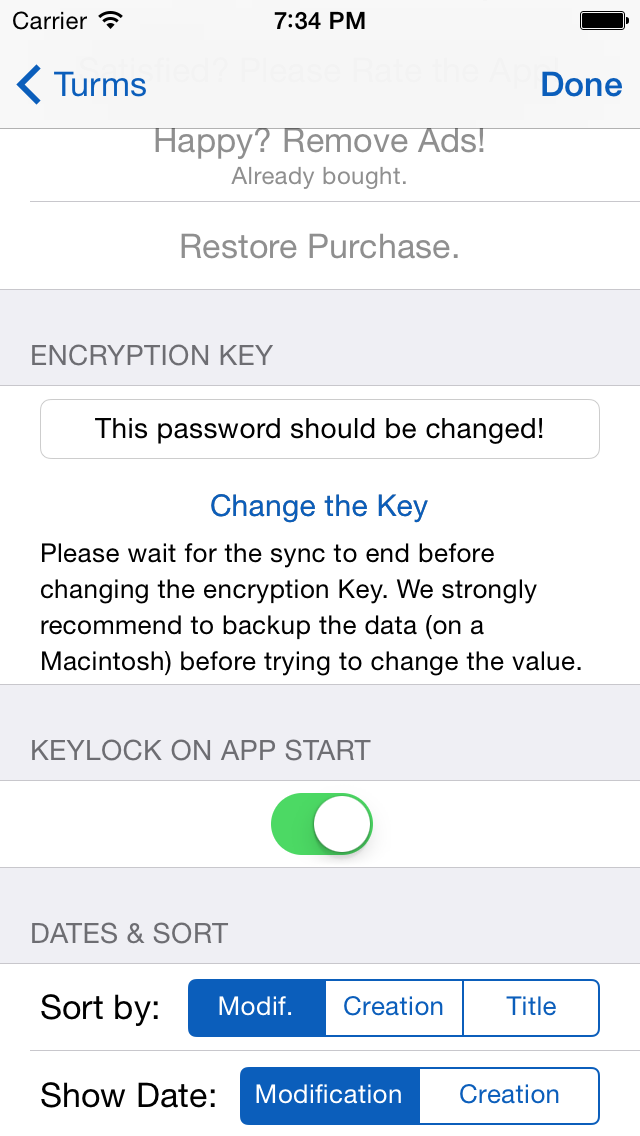 Carrier 7:34 PM
Satisfied? Please Rate the App!
Turms Done
Happy? Remove Ads!
Already bought.
Restore Purchase.
ENCRYPTION KEY
This password should be changed!
Change the Key
Please wait for the sync to end before
changing the encryption Key. We strongly
recommend to backup the data (on a
Macintosh) before trying to change the value.
KEYLOCK ON APP START
DATES & SORT
Sort by: Modif. Creation Title
Show Date: Modification Creation